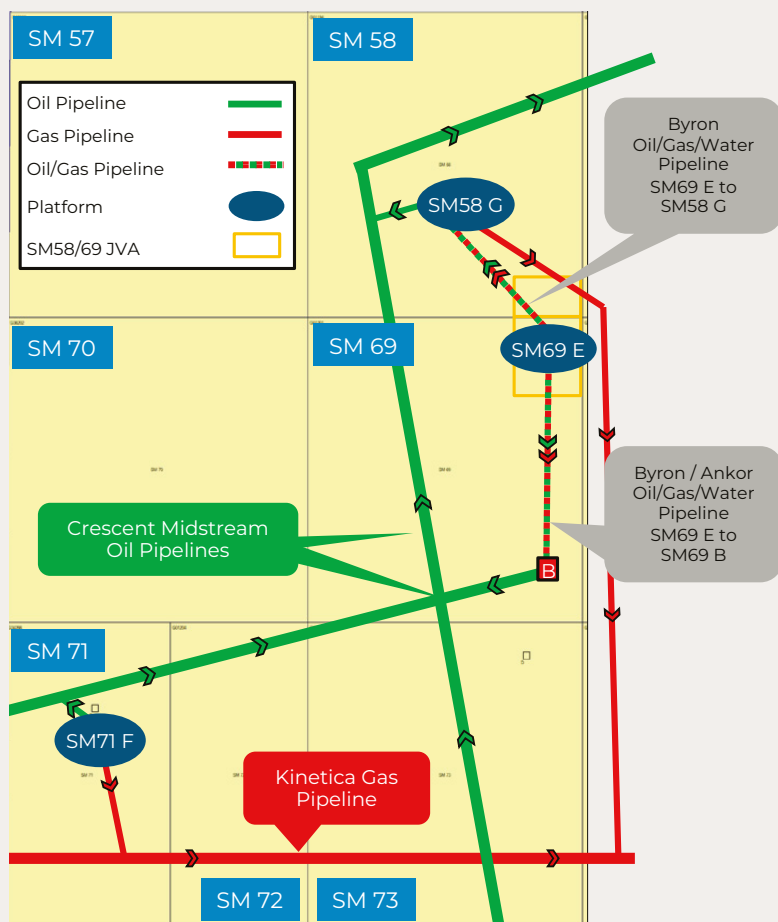 SM 57
SM 58
Oil Pipeline
Gas Pipeline
Oil/Gas Pipeline
Platform
SM58/69 JVA
Byron
Oil/Gas/Water
Pipeline
SM69 E to
SM58 G
SM58 G
SM 70
SM 69
SM69 E
Crescent Midstream
Oil Pipelines
Byron / Ankor
Oil/Gas/Water
Pipeline
SM69 E to
SM69 B
B
SM 71
SM71 F
Kinetica Gas
Pipeline
SM 72
SM 73